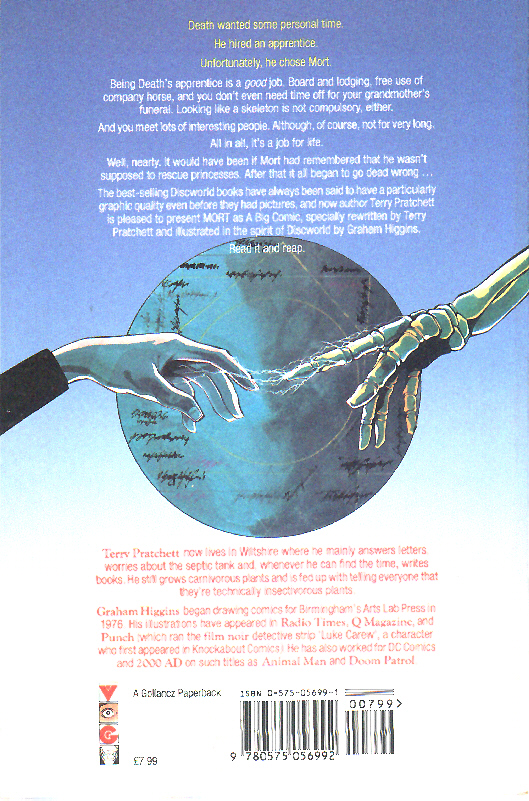 Death wanted some personal time.
He hired an apprentice.
Unfortunately, he chose Mort.
Being Death's apprentice is a good job. Board and lodging, free use of
company horse, and you don't even need time off for your grandmother's
funeral. Looking like a skeleton is not compulsory, either.
And you meet lots of interesting people. Although, of course, not for very long.
All in all, it's a job for life.
Well, nearly. It would have been if Mort had remembered that he wasn't
supposed to rescue princesses. After that it all began to go dead wrong ...
The best-selling Discworld books have always been said to have a particularly
graphic quality even before they had pictures, and now author Terry Pratchett
is pleased to present MORT as A Big Comic, specially rewritten by Terry
Pratchett and illustrated in the spirit of Discworld by Graham Higgins.
Read it and reap.
Terry Pratchett now lives in Wiltshire where he mainly answers letters,
worries about the septic tank and, whenever he can find the time, writes
books. He still grows carnivorous plants and is fed up with telling everyone that
they're technically insectivorous plants.
Graham Higgins began drawing comics for Birmingham's Arts Lab Press in
1976. His illustrations have appeared in Radio Times, Q Magazine, and
Punch (which ran the film noir detective strip 'Luke Carew', a character
who first appeared in Knockabout Comics). He has also worked for DC Comics
and 2000 AD on such titles as Animal Man and Doom Patrol.
V
A Gollancz Paperback
ISBN 0-575-05699-1
00799>
G
£7.99
9 780575 056992